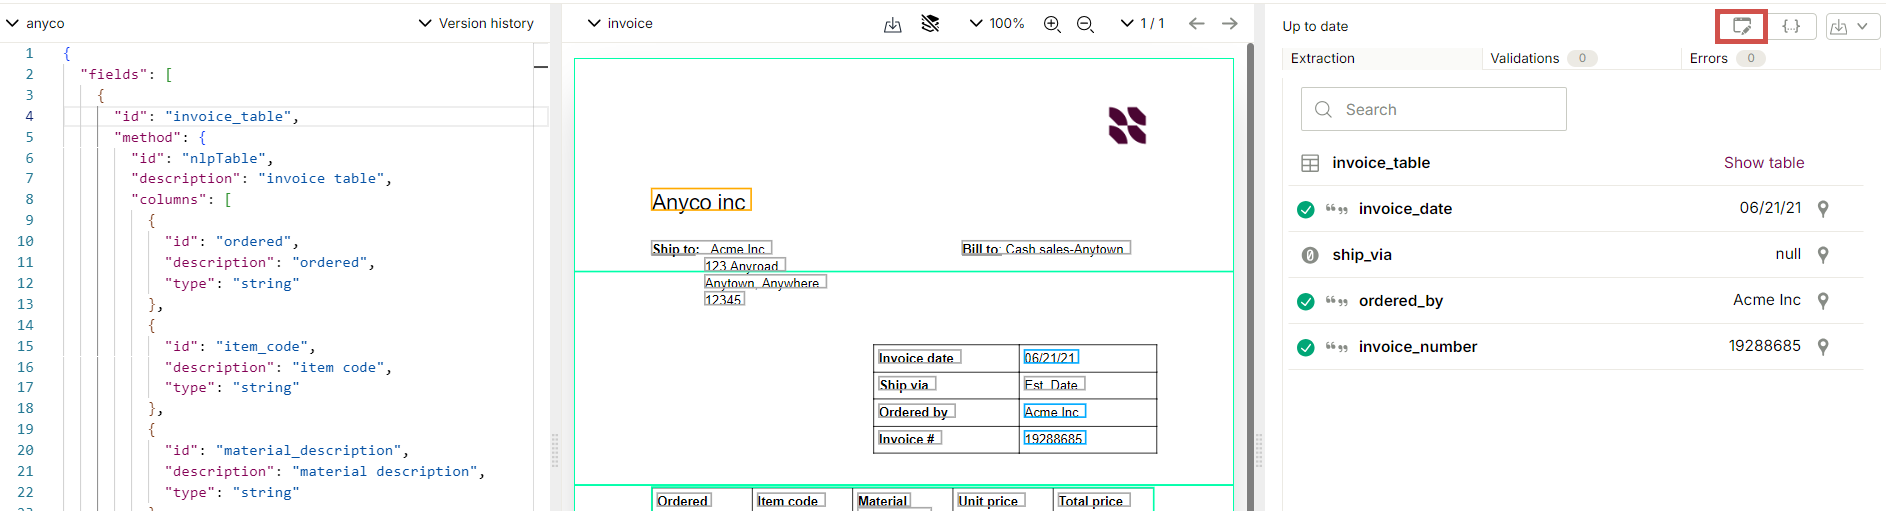 anyco
Version history
1 {
2 "fields": [
3 {
4 "id": "invoice_table",
5 "method": {
6 "id": "nlpTable",
7 "description": "invoice table",
8 "columns": [
9 {
10 "id": "ordered",
11 "description": "ordered",
12 "type": "string"
13 },
14 {
15 "id": "item_code",
16 "description": "item code",
17 "type": "string"
18 },
19 {
20 "id": "material_description",
21 "description": "material description",
22 "type": "string"
invoice
100%
1 / 1
Anyco inc
Ship to: Acme Inc
123 Anyroad
Anytown, Anywhere
12345
Bill to: Cash sales-Anytown
Invoice date 06/21/21
Ship via Est. Date
Ordered by Acme Inc
Invoice # 19288685
Ordered Item code Material Unit price Total price
Up to date
{...}
Extraction
Validations 0
Errors 0
Search
invoice_table Show table
invoice_date 06/21/21
ship_via null
ordered_by Acme Inc
invoice_number 19288685